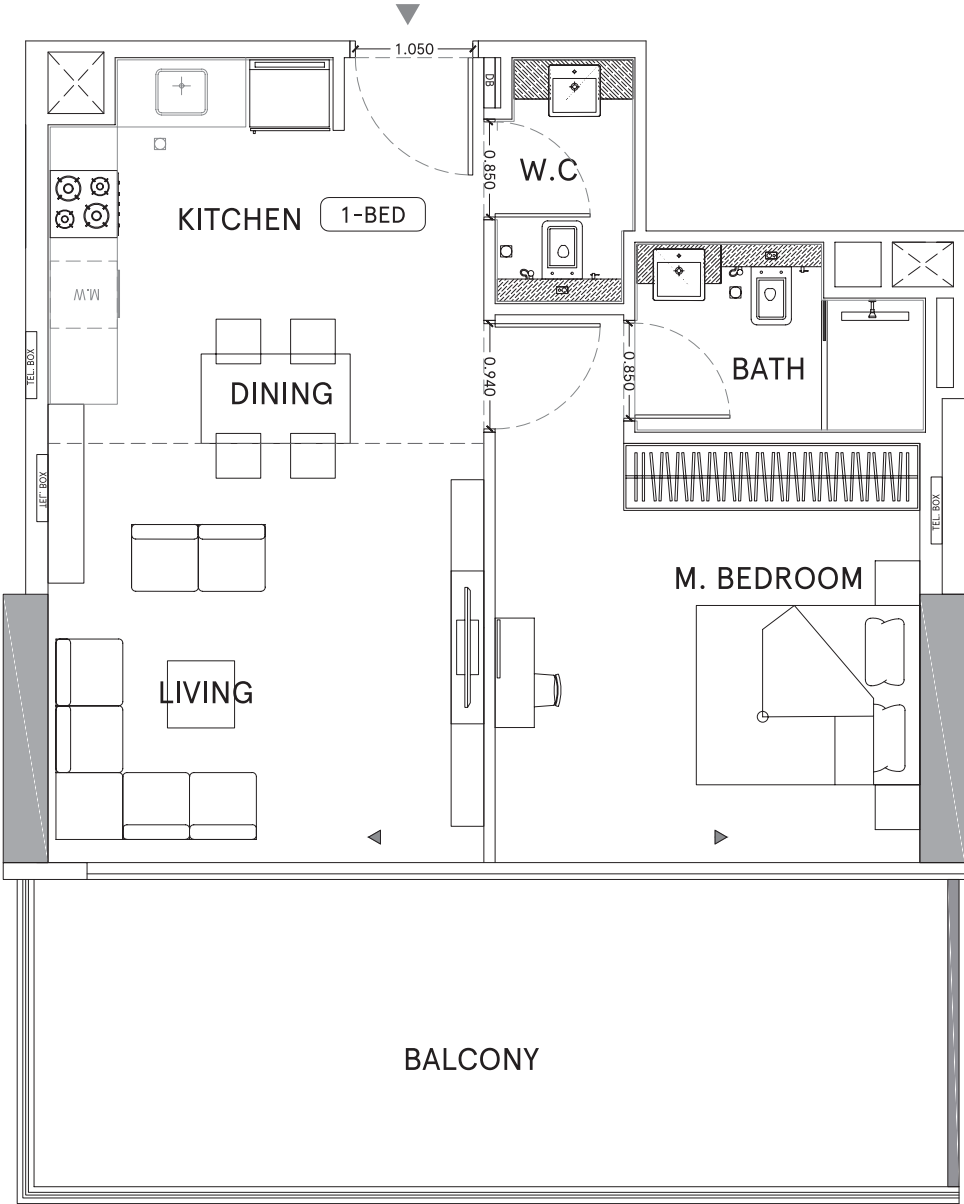 1.050
DB
0.850
W.C
KITCHEN
1-BED
M.W
TEL. BOX
0.940
0.850
BATH
DINING
TEL. BOX
TEL. BOX
M. BEDROOM
LIVING
BALCONY